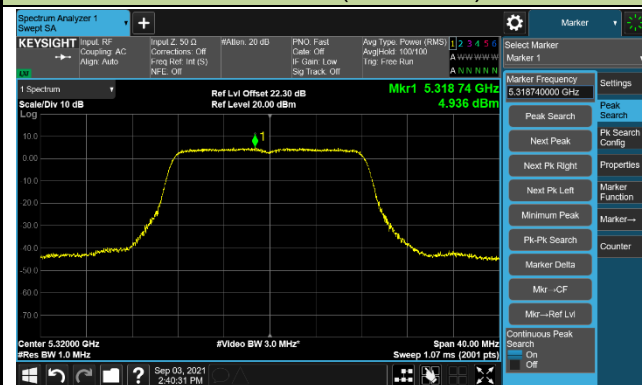 Spectrum Analyzer 1
Swept SA
+
Marker
KEYSIGHT
Input: RF
Coupling: AC
Align: Auto
Input Z: 50 Ω
Corrections: Off
Freq Ref: Int (S)
NFE: Off
#Atten: 20 dB
PNO: Fast
Gate: Off
IF Gain: Low
Sig Track: Off
Avg Type: Power (RMS)
Avg|Hold: 100/100
Trig: Free Run
1 2 3 4 5 6
A W W W W W
A N N N N N
Select Marker
Marker 1
1 Spectrum
Scale/Div 10 dB
Log
Ref Lvl Offset 22.30 dB
Ref Level 20.00 dBm
Mkr1 5.318 74 GHz
4.936 dBm
1
10.0
0.00
-10.0
-20.0
-30.0
-40.0
-50.0
-60.0
-70.0
Center 5.32000 GHz
#Res BW 1.0 MHz
#Video BW 3.0 MHz*
Span 40.00 MHz
Sweep 1.07 ms (2001 pts)
Marker Frequency
5.318740000 GHz
Peak Search
Next Peak
Next Pk Right
Next Pk Left
Minimum Peak
Pk-Pk Search
Marker Delta
Mkr→CF
Mkr→Ref Lvl
Continuous Peak
Search
On
Off
Settings
Peak
Search
Pk Search
Config
Properties
Marker
Function
Marker→
Counter
?
Sep 03, 2021
2:40:31 PM